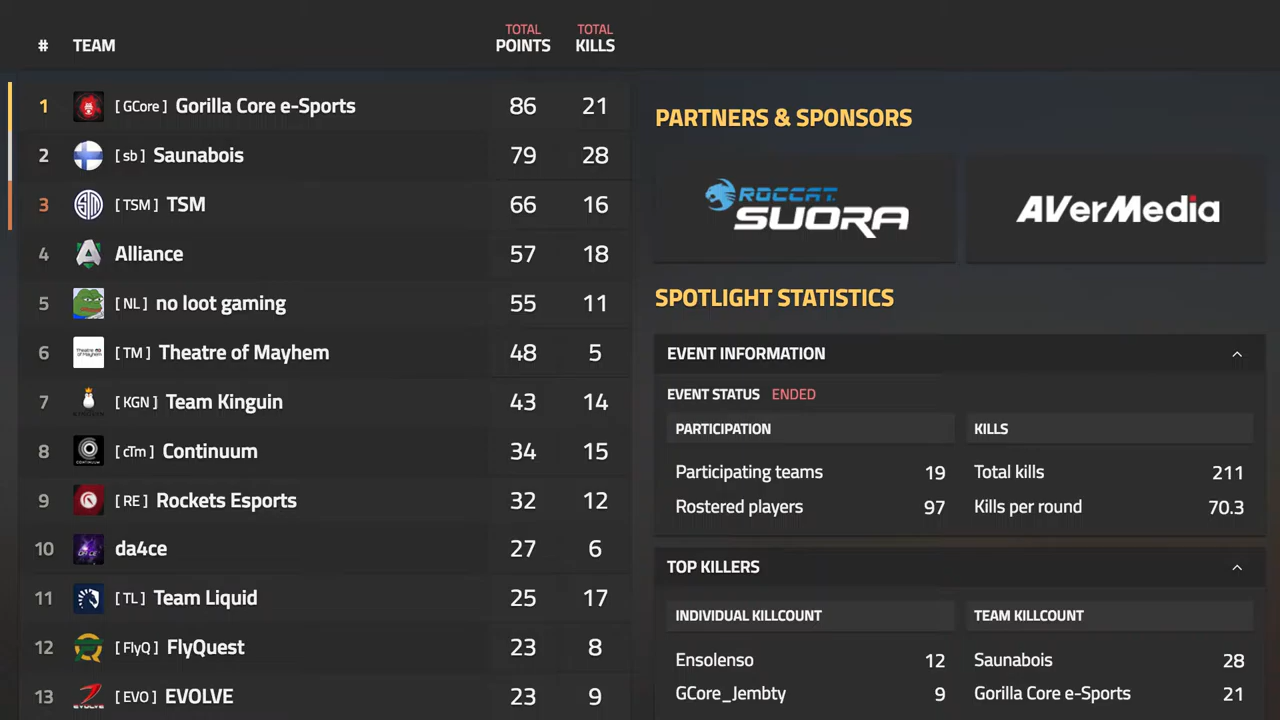 # TEAM TOTAL POINTS TOTAL KILLS
1 [ GCore ] Gorilla Core e-Sports 86 21
2 [ sb ] Saunabois 79 28
3 [ TSM ] TSM 66 16
4 Alliance 57 18
5 [ NL ] no loot gaming 55 11
6 [ TM ] Theatre of Mayhem 48 5
7 [ KGN ] Team Kinguin 43 14
8 [ cTm ] Continuum 34 15
9 [ RE ] Rockets Esports 32 12
10 da4ce 27 6
11 [ TL ] Team Liquid 25 17
12 [ FlyQ ] FlyQuest 23 8
13 [ EVO ] EVOLVE 23 9
PARTNERS & SPONSORS
ROCCAT
SUORA
AVerMedia
SPOTLIGHT STATISTICS
EVENT INFORMATION
EVENT STATUS ENDED
PARTICIPATION KILLS
Participating teams 19 Total kills 211
Rostered players 97 Kills per round 70.3
TOP KILLERS
INDIVIDUAL KILLCOUNT TEAM KILLCOUNT
Ensolenso 12 Saunabois 28
GCore_Jembty 9 Gorilla Core e-Sports 21